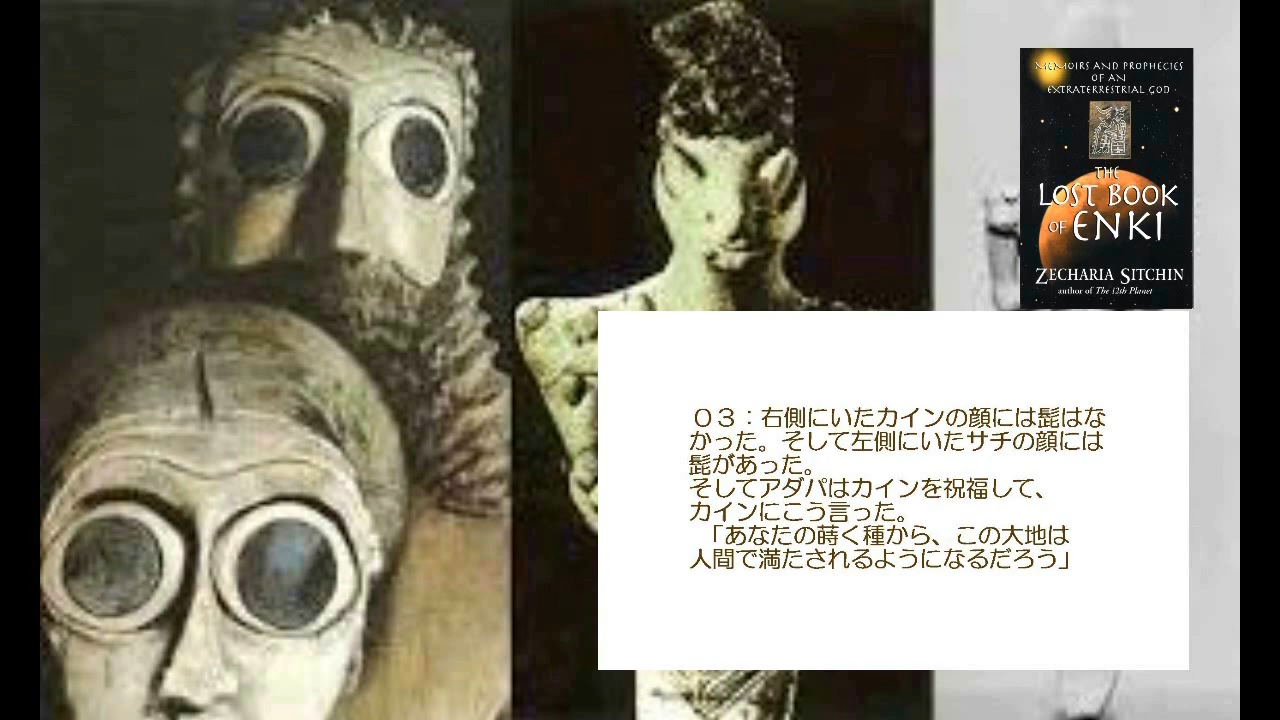 MEMOIRS AND PROPHECIES
OF AN
EXTRATERRESTRIAL GOD
THE
LOST BOOK
OF ENKI
ZECHARIA SITCHIN
author of The 12th Planet
03：右側にいたカインの顔には髭はな
かった。そして左側にいたサチの顔には
髭があった。
そしてアダパはカインを祝福して、
カインにこう言った。
「あなたの蒔く種から、この大地は
人間で満たされるようになるだろう」